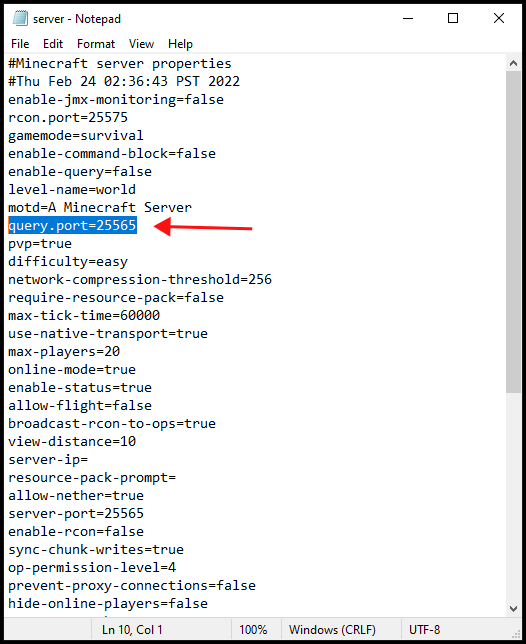 server - Notepad
File Edit Format View Help
#Minecraft server properties
#Thu Feb 24 02:36:43 PST 2022
enable-jmx-monitoring=false
rcon.port=25575
gamemode=survival
enable-command-block=false
enable-query=false
level-name=world
motd=A Minecraft Server
query.port=25565
pvp=true
difficulty=easy
network-compression-threshold=256
require-resource-pack=false
max-tick-time=60000
use-native-transport=true
max-players=20
online-mode=true
enable-status=true
allow-flight=false
broadcast-rcon-to-ops=true
view-distance=10
server-ip=
resource-pack-prompt=
allow-nether=true
server-port=25565
enable-rcon=false
sync-chunk-writes=true
op-permission-level=4
prevent-proxy-connections=false
hide-online-players=false
Ln 10, Col 1 100% Windows (CRLF) UTF-8